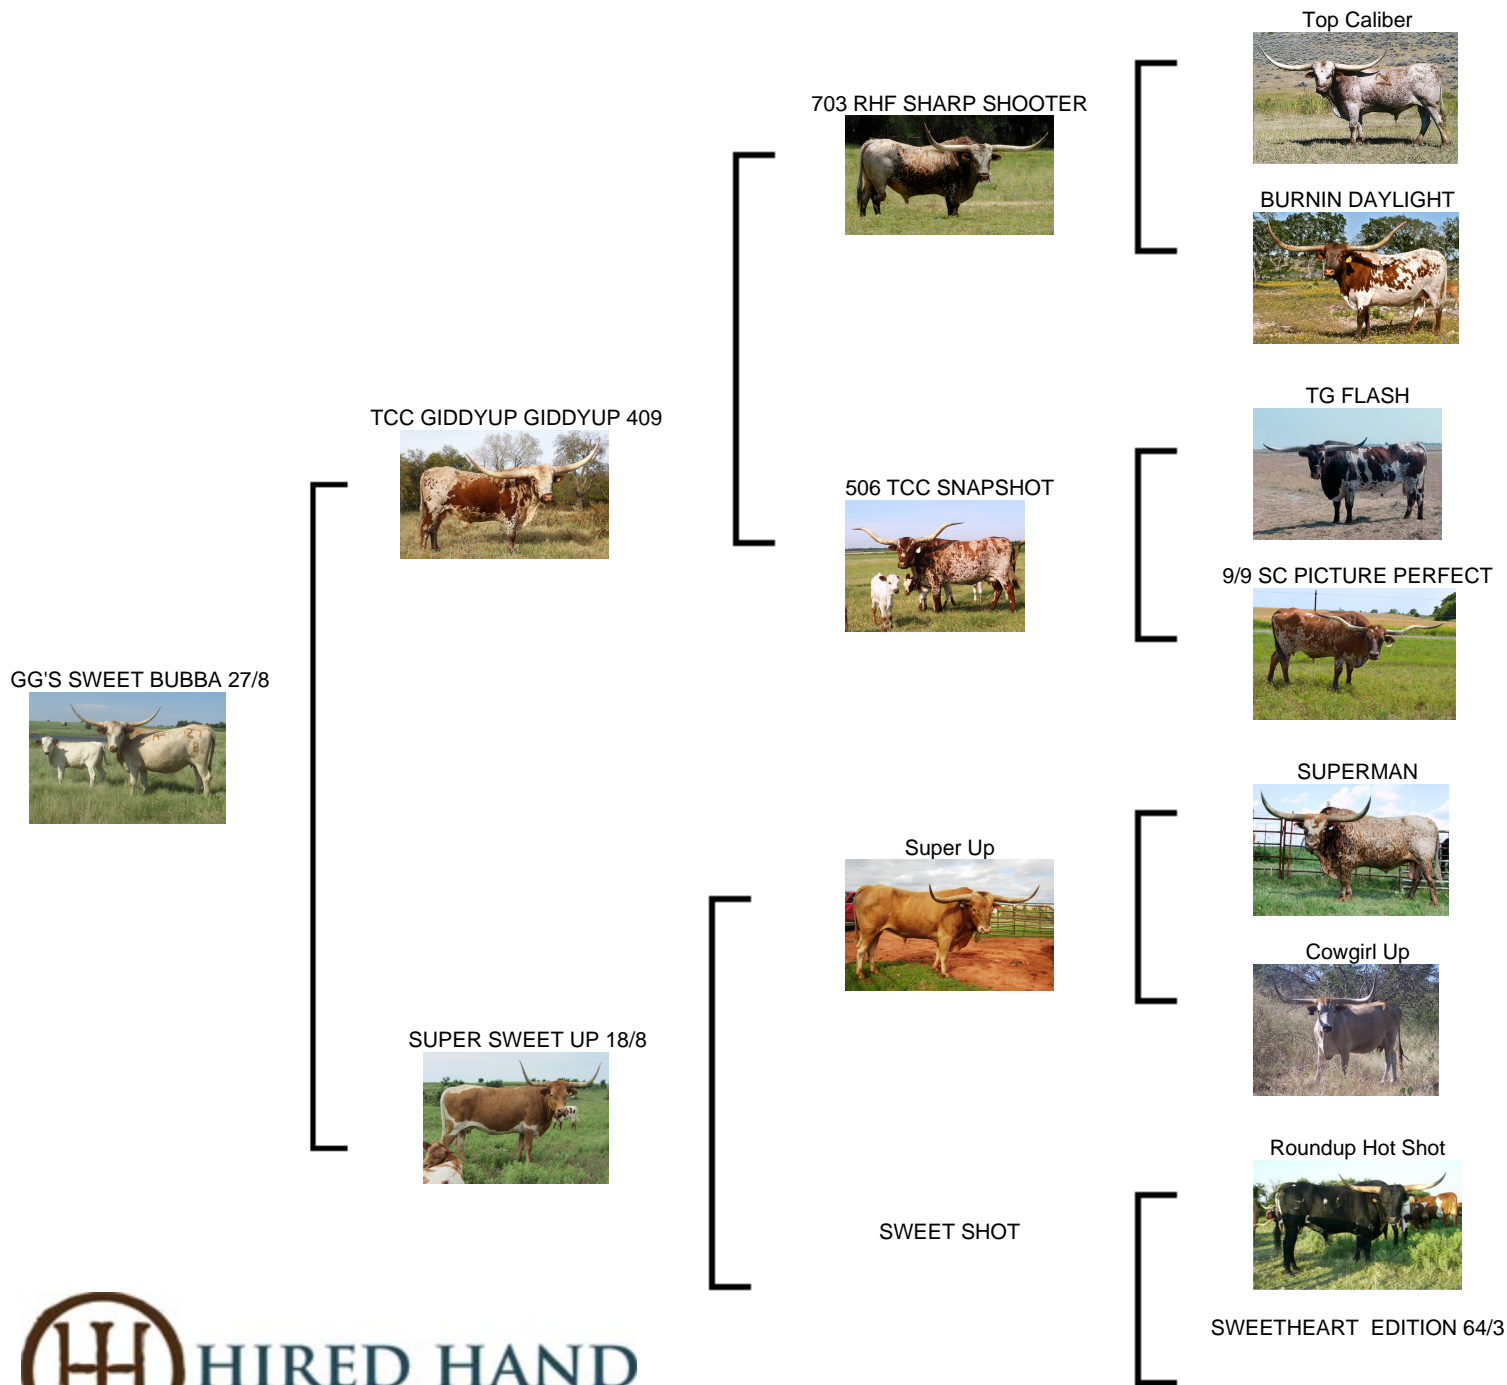 Top Caliber
703 RHF SHARP SHOOTER
BURNIN DAYLIGHT
TCC GIDDYUP GIDDYUP 409
TG FLASH
506 TCC SNAPSHOT
9/9 SC PICTURE PERFECT
GG'S SWEET BUBBA 27/8
SUPERMAN
Super Up
Cowgirl Up
SUPER SWEET UP 18/8
Roundup Hot Shot
SWEET SHOT
SWEETHEART  EDITION 64/3
HIRED HAND